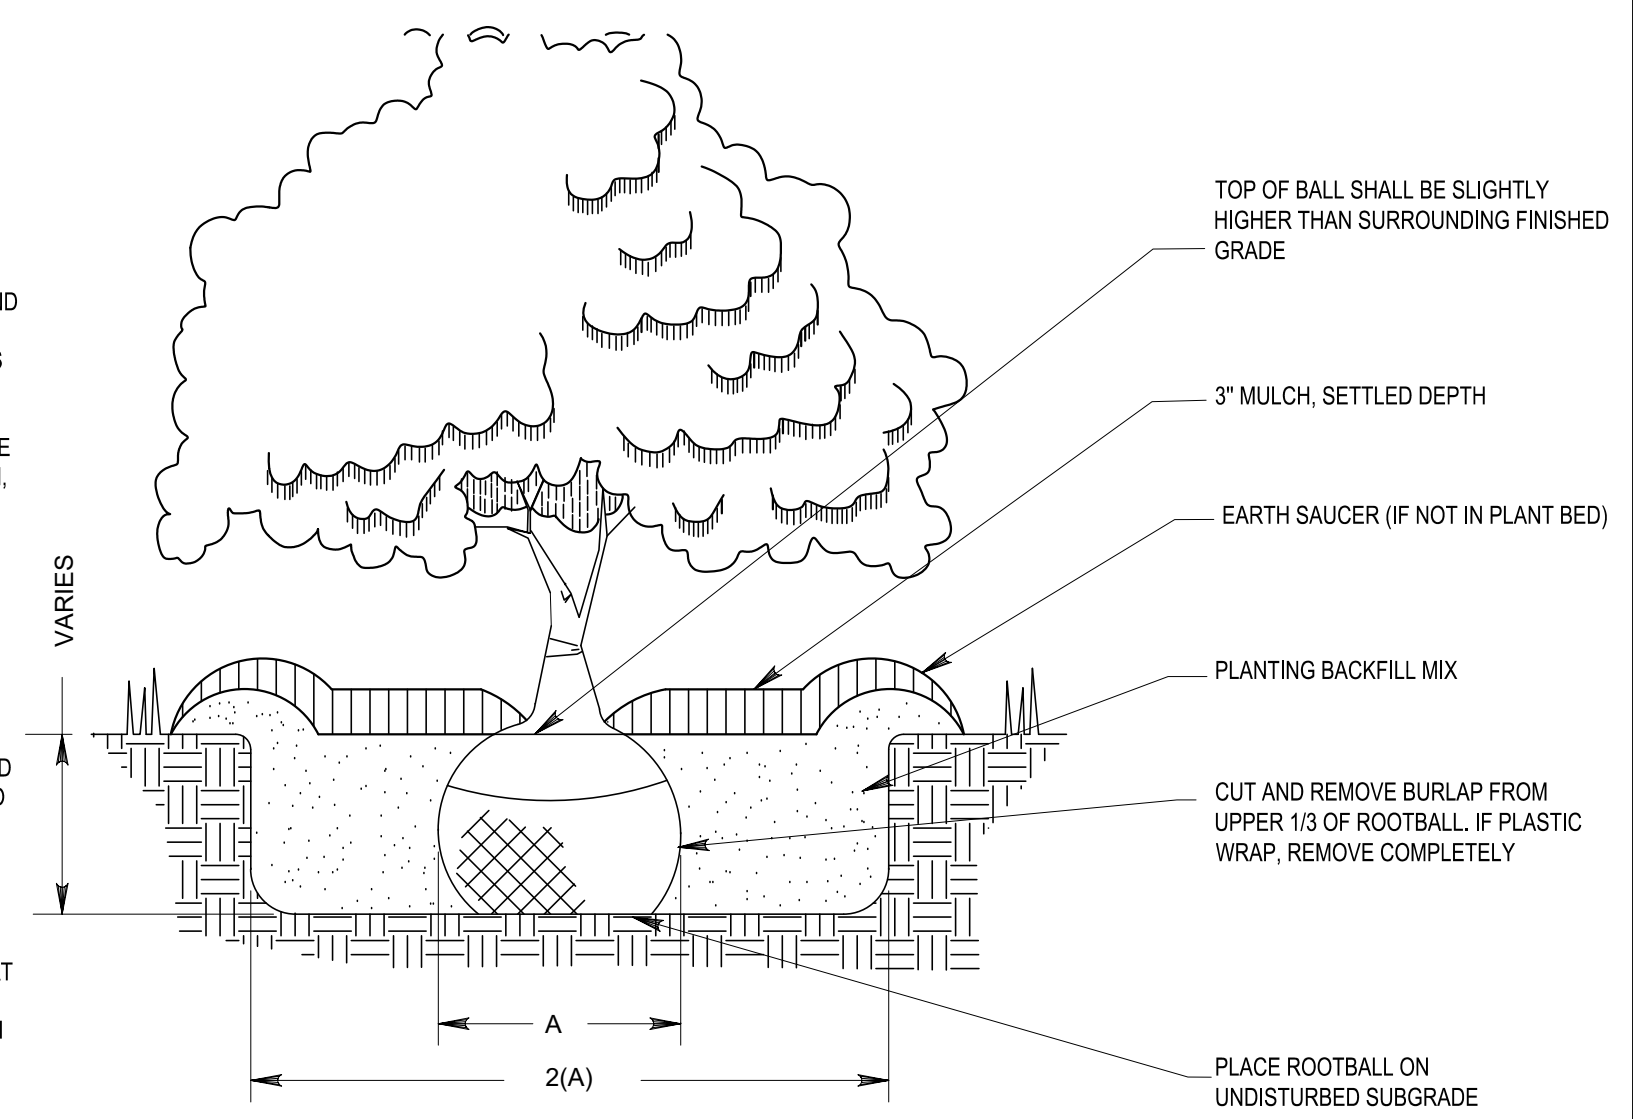 TOP OF BALL SHALL BE SLIGHTLY
HIGHER THAN SURROUNDING FINISHED
GRADE
3" MULCH, SETTLED DEPTH
EARTH SAUCER (IF NOT IN PLANT BED)
PLANTING BACKFILL MIX
CUT AND REMOVE BURLAP FROM
UPPER 1/3 OF ROOTBALL. IF PLASTIC
WRAP, REMOVE COMPLETELY
PLACE ROOTBALL ON
UNDISTURBED SUBGRADE
VARIES
A
2(A)